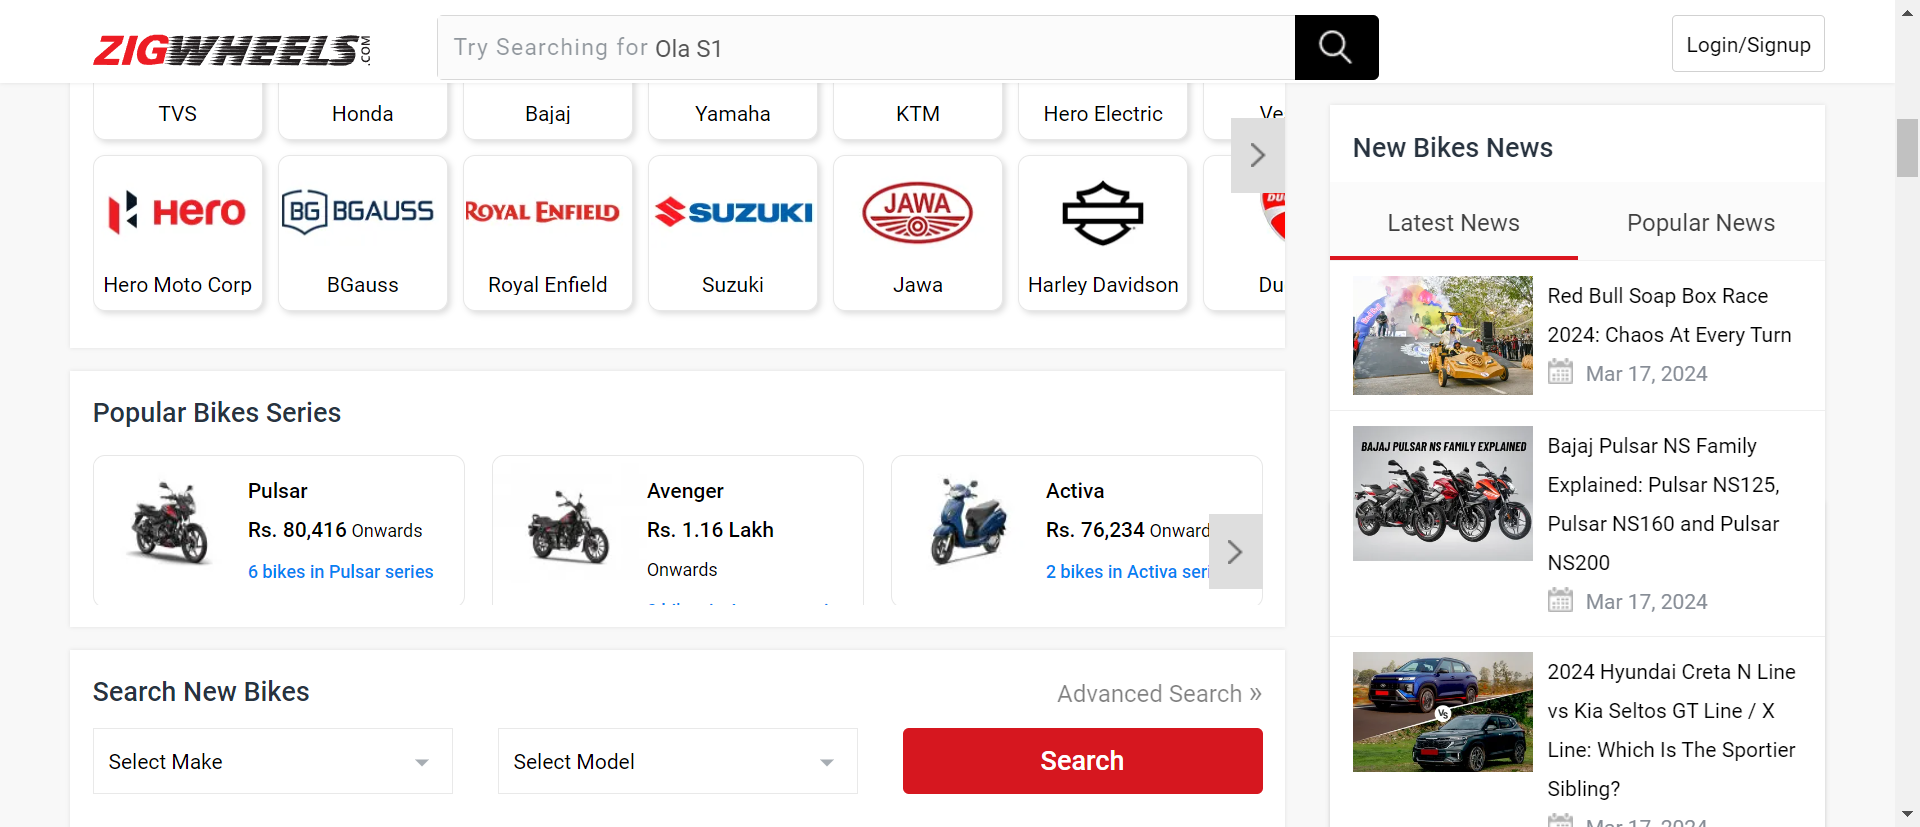 ZIGWHEELS.COM
Try Searching for Ola S1
Login/Signup
TVS
Honda
Bajaj
Yamaha
KTM
Hero Electric
Ve
Hero
BG BGAUSS
ROYAL ENFIELD
SUZUKI
JAWA
DU
Hero Moto Corp
BGauss
Royal Enfield
Suzuki
Jawa
Harley Davidson
Du
Popular Bikes Series
Pulsar
Rs. 80,416 Onwards
6 bikes in Pulsar series
Avenger
Rs. 1.16 Lakh
Onwards
Activa
Rs. 76,234 Onward
2 bikes in Activa seri
Search New Bikes
Advanced Search »
Select Make
Select Model
Search
New Bikes News
Latest News
Popular News
Red Bull Soap Box Race
2024: Chaos At Every Turn
Mar 17, 2024
BAJAJ PULSAR NS FAMILY EXPLAINED
Bajaj Pulsar NS Family
Explained: Pulsar NS125,
Pulsar NS160 and Pulsar
NS200
Mar 17, 2024
VS
2024 Hyundai Creta N Line
vs Kia Seltos GT Line / X
Line: Which Is The Sportier
Sibling?
Mar 17, 2024